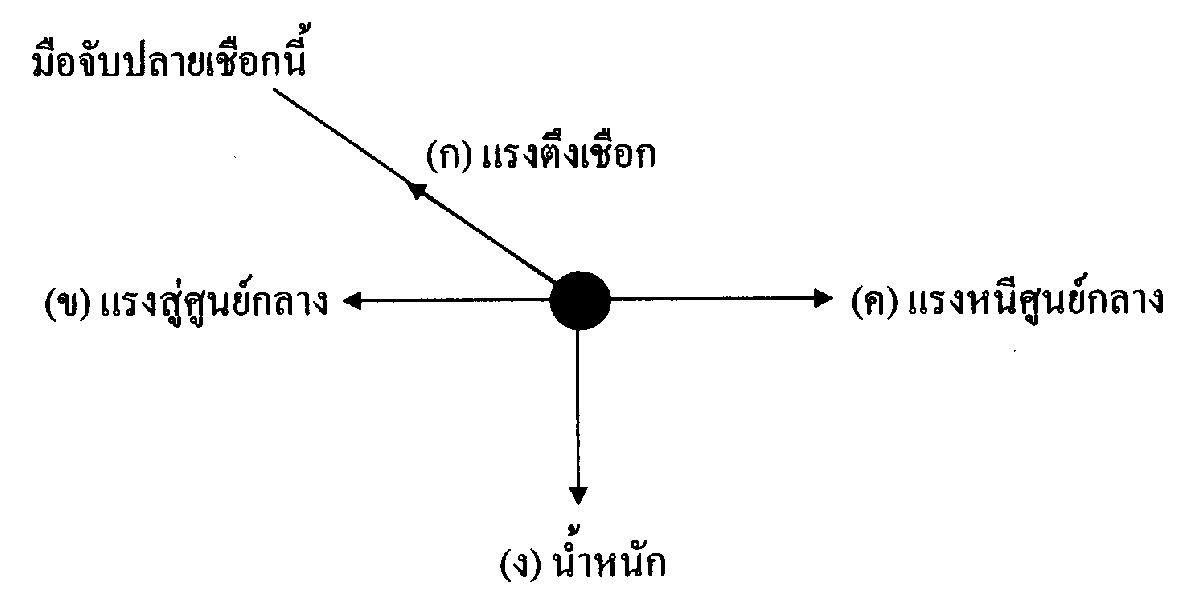 มือจับปลายเชือกนี้
(ก) แรงตึงเชือก
(ข) แรงสู่ศูนย์กลาง
(ค) แรงหนีศูนย์กลาง
(ง) น้ำหนัก